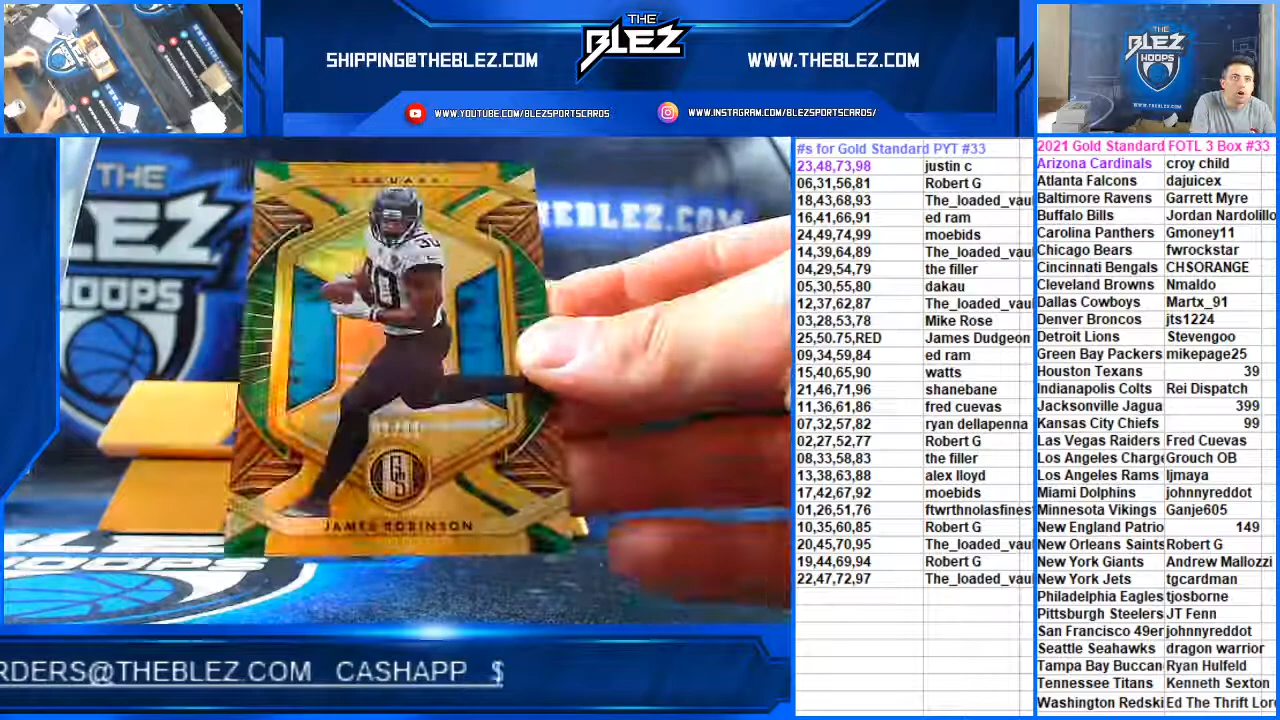 THE
BLEZ
SHIPPING@THEBLEZ.COM
WWW.THEBLEZ.COM
WWW.YOUTUBE.COM/BLEZSPORTSCARDS
WWW.INSTAGRAM.COM/BLEZSPORTSCARDS/
THE
BLEZ
HOOPS
THE
LEZ
HOOPS
HEBLEZ.COM
30
GS
JAMES ROBINSON
RDERS@THEBLEZ.COM CASHAPP $
#s for Gold Standard PYT #33
23,48,73,98 justin c
06,31,56,81 Robert G
18,43,68,93 The_loaded_vau
16,41,66,91 ed ram
24,49,74,99 moebids
14,39,64,89 The_loaded_vau
04,29,54,79 the filler
05,30,55,80 dakau
12,37,62,87 The_loaded_vau
03,28,53,78 Mike Rose
25,50.75,RED James Dudgeon
09,34,59,84 ed ram
15,40,65,90 watts
21,46,71,96 shanebane
11,36,61,86 fred cuevas
07,32,57,82 ryan dellapenna
02,27,52,77 Robert G
08,33,58,83 the filler
13,38,63,88 alex lloyd
17,42,67,92 moebids
01,26,51,76 ftwrthnolasfines
10,35,60,85 Robert G
20,45,70,95 The_loaded_vau
19,44,69,94 Robert G
22,47,72,97 The_loaded_vau
2021 Gold Standard FOTL 3 Box #33
Arizona Cardinals croy child
Atlanta Falcons dajuicex
Baltimore Ravens Garrett Myre
Buffalo Bills Jordan Nardolillo
Carolina Panthers Gmoney11
Chicago Bears fwrockstar
Cincinnati Bengals CHSORANGE
Cleveland Browns Nmaldo
Dallas Cowboys Martx_91
Denver Broncos jts1224
Detroit Lions Stevengoo
Green Bay Packers mikepage25
Houston Texans 39
Indianapolis Colts Rei Dispatch
Jacksonville Jagua 399
Kansas City Chiefs 99
Las Vegas Raiders Fred Cuevas
Los Angeles Charge Grouch OB
Los Angeles Rams ljmaya
Miami Dolphins johnnyreddot
Minnesota Vikings Ganje605
New England Patrio 149
New Orleans Saints Robert G
New York Giants Andrew Mallozzi
New York Jets tgcardman
Philadelphia Eagles tjosborne
Pittsburgh Steelers JT Fenn
San Francisco 49er johnnyreddot
Seattle Seahawks dragon warrior
Tampa Bay Buccan Ryan Hulfeld
Tennessee Titans Kenneth Sexton
Washington Redski Ed The Thrift Lor